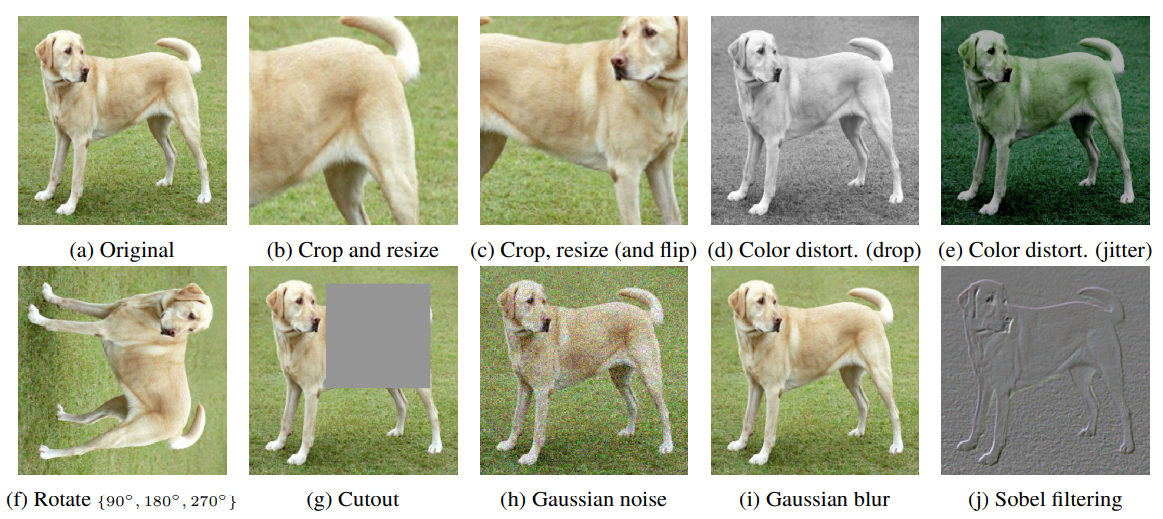 (a) Original
(b) Crop and resize
(c) Crop, resize (and flip)
(d) Color distort. (drop)
(e) Color distort. (jitter)
(f) Rotate {90°, 180°, 270°}
(g) Cutout
(h) Gaussian noise
(i) Gaussian blur
(j) Sobel filtering